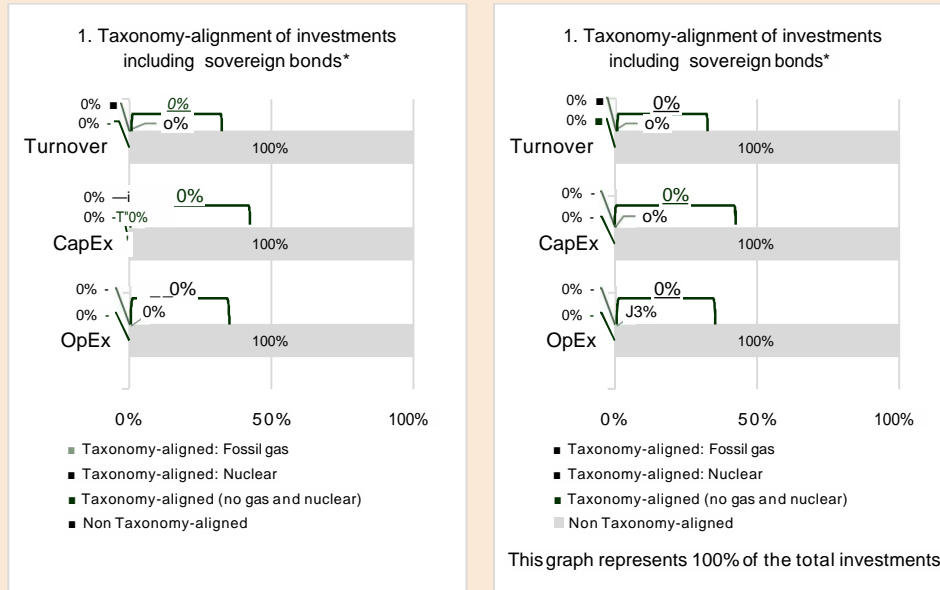 1. Taxonomy-alignment of investments
including sovereign bonds*
0%
0%
0% -
o%
Turnover
100%
0% —i
0%
0% -T"0%
CapEx
100%
0% -
__0%
0% -
0%
OpEx
100%
0%
50%
100%
Taxonomy-aligned: Fossil gas
Taxonomy-aligned: Nuclear
Taxonomy-aligned (no gas and nuclear)
Non Taxonomy-aligned
1. Taxonomy-alignment of investments
including sovereign bonds*
0%
0%
0%
o%
Turnover
100%
0% -
0%
0% -
o%
CapEx
100%
0% -
0%
0% -
J3%
OpEx
100%
0%
50%
100%
Taxonomy-aligned: Fossil gas
Taxonomy-aligned: Nuclear
Taxonomy-aligned (no gas and nuclear)
Non Taxonomy-aligned
This graph represents 100% of the total investments